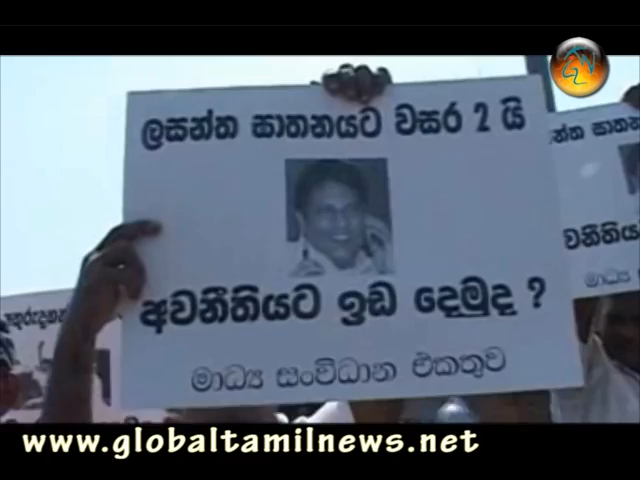 ලසන්ත ඝාතනයට වසර 2 යි
අවනීතියට ඉඩ දෙමුද ?
මාධ්‍ය සංවිධාන එකතුව
www.globaltamilnews.net